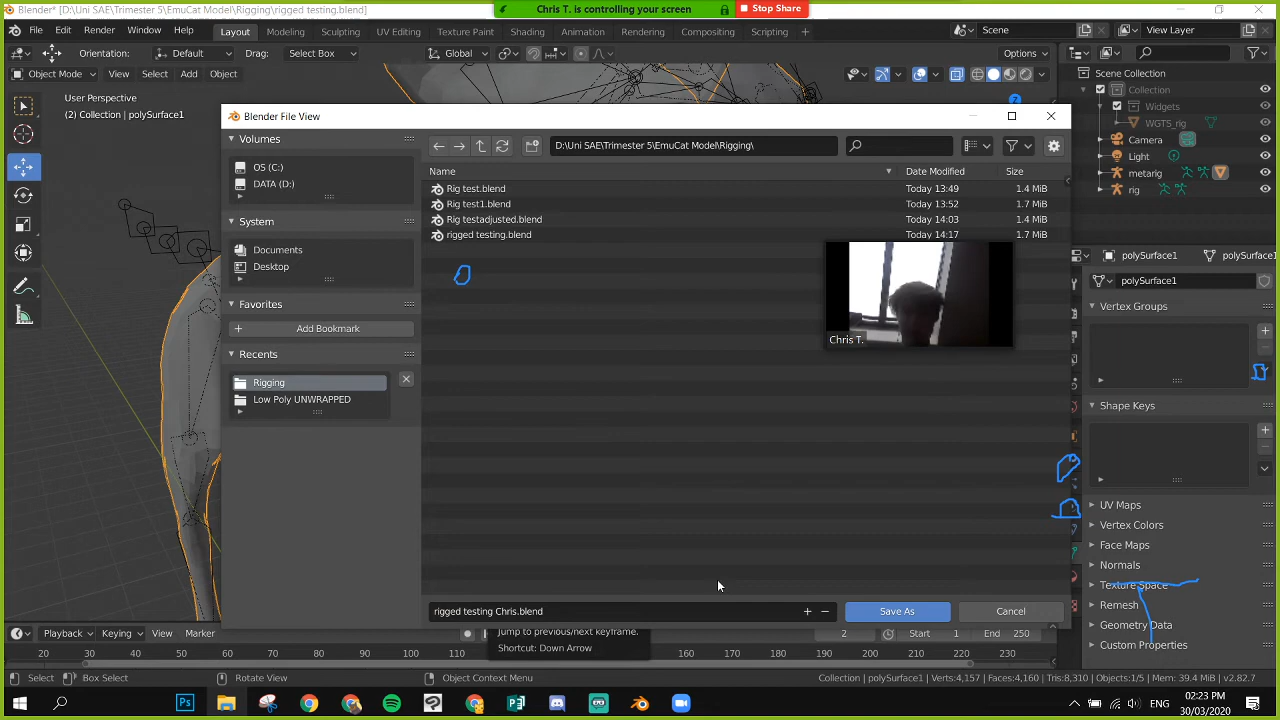 Blender* [D:\Uni SAE\Trimester 5\EmuCat Model\Rigging\rigged testing.blend]
Chris T. is controlling your screen
Stop Share
File Edit Render Window Help
Layout Modeling Sculpting UV Editing Texture Paint Shading Animation Rendering Compositing Scripting +
Scene
View Layer
Orientation: Default
Drag: Select Box
Global
Options
Object Mode View Select Add Object
User Perspective
(2) Collection | polySurface1
Z
Scene Collection
Collection
Widgets
WGTS_rig
Camera
Light
metarig
rig
Blender File View
Volumes
OS (C:)
DATA (D:)
System
Documents
Desktop
Favorites
Add Bookmark
Recents
Rigging
Low Poly UNWRAPPED
D:\Uni SAE\Trimester 5\EmuCat Model\Rigging\
Name Date Modified Size
Rig test.blend Today 13:49 1.4 MiB
Rig test1.blend Today 13:52 1.7 MiB
Rig testadjusted.blend Today 14:03 1.4 MiB
rigged testing.blend Today 14:17 1.7 MiB
Chris T.
rigged testing Chris.blend
Save As
Cancel
polySurface1
polySurface1
polySurface1
Vertex Groups
Shape Keys
UV Maps
Vertex Colors
Face Maps
Normals
Texture Space
Remesh
Geometry Data
Custom Properties
Jump to previous/next keyframe.
Shortcut: Down Arrow
Playback Keying View Marker
2
Start 1
End 250
20 30 40 50 60 70 80 90 100 110 120 130 140 150 160 170 180 190 200 210 220 230 240 250
Select
Box Select
Rotate View
Object Context Menu
Collection | polySurface1 | Verts:4,157 | Faces:4,160 | Tris:8,310 | Objects:1/5 | Mem: 39.4 MiB | v2.82.7
ENG
02:23 PM
30/03/2020